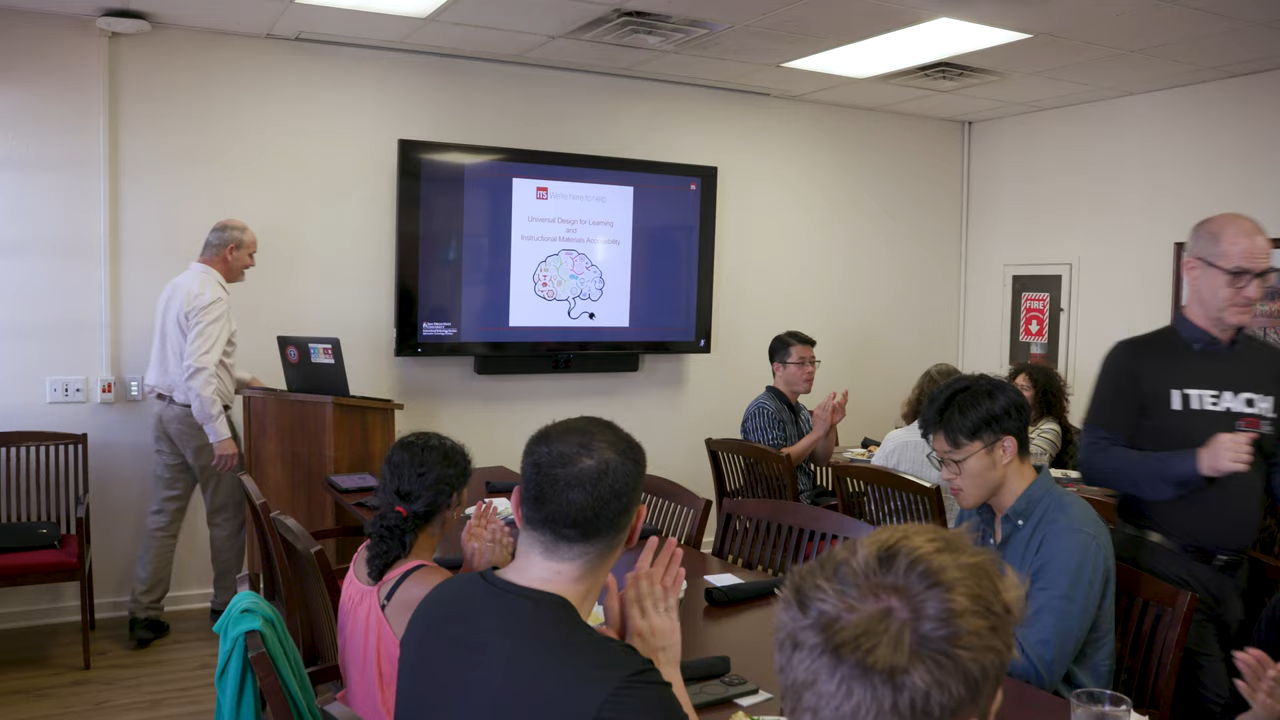 ITS We're here to help
Universal Design for Learning
and
Instructional Materials Accessibility
FIRE
I TEACH